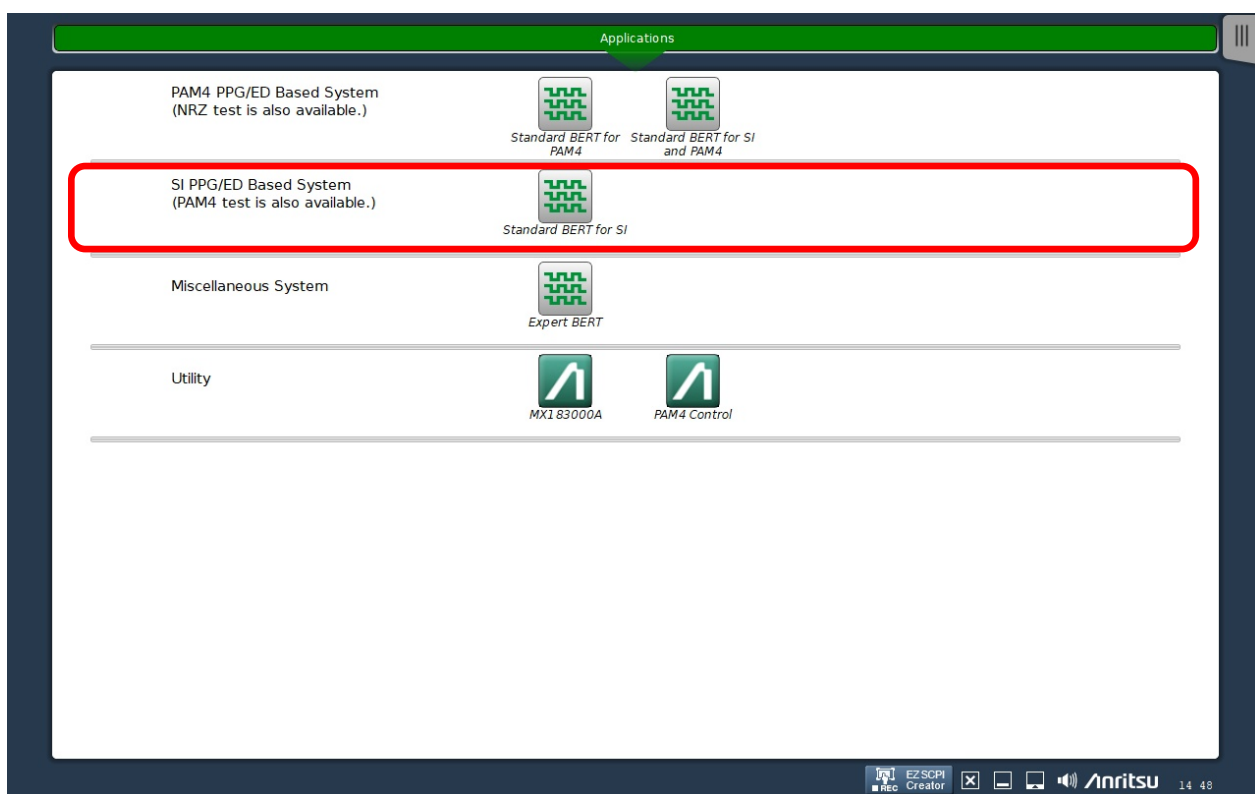 Applications
PAM4 PPG/ED Based System
(NRZ test is also available.)
Standard BERT for
PAM4
Standard BERT for SI
and PAM4
SI PPG/ED Based System
(PAM4 test is also available.)
Standard BERT for SI
Miscellaneous System
Expert BERT
Utility
MX183000A
PAM4 Control
REC
EZSCPI
Creator
Anritsu
14 48